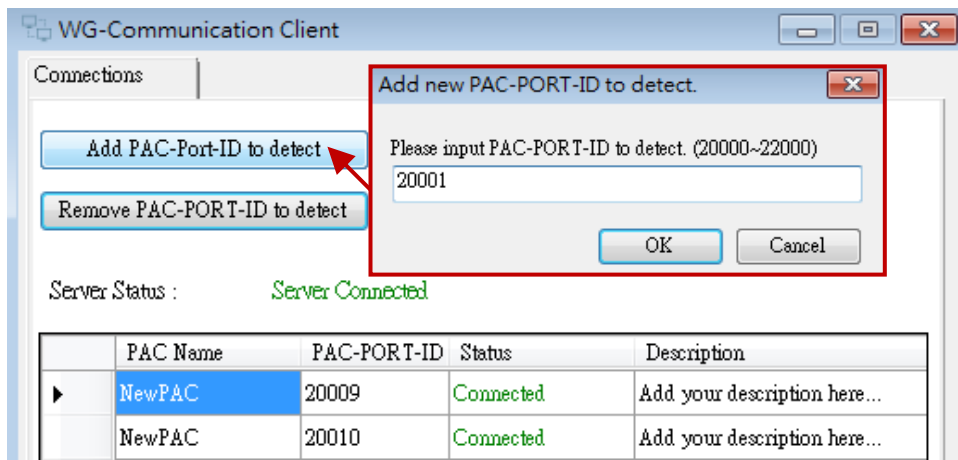 WG-Communication Client
Connections
Add new PAC-PORT-ID to detect.
Add PAC-Port-ID to detect
Please input PAC-PORT-ID to detect. (20000~22000)
20001
Remove PAC-PORT-ID to detect
OK Cancel
Server Status : Server Connected
PAC Name PAC-PORT-ID Status Description
NewPAC 20009 Connected Add your description here...
NewPAC 20010 Connected Add your description here...